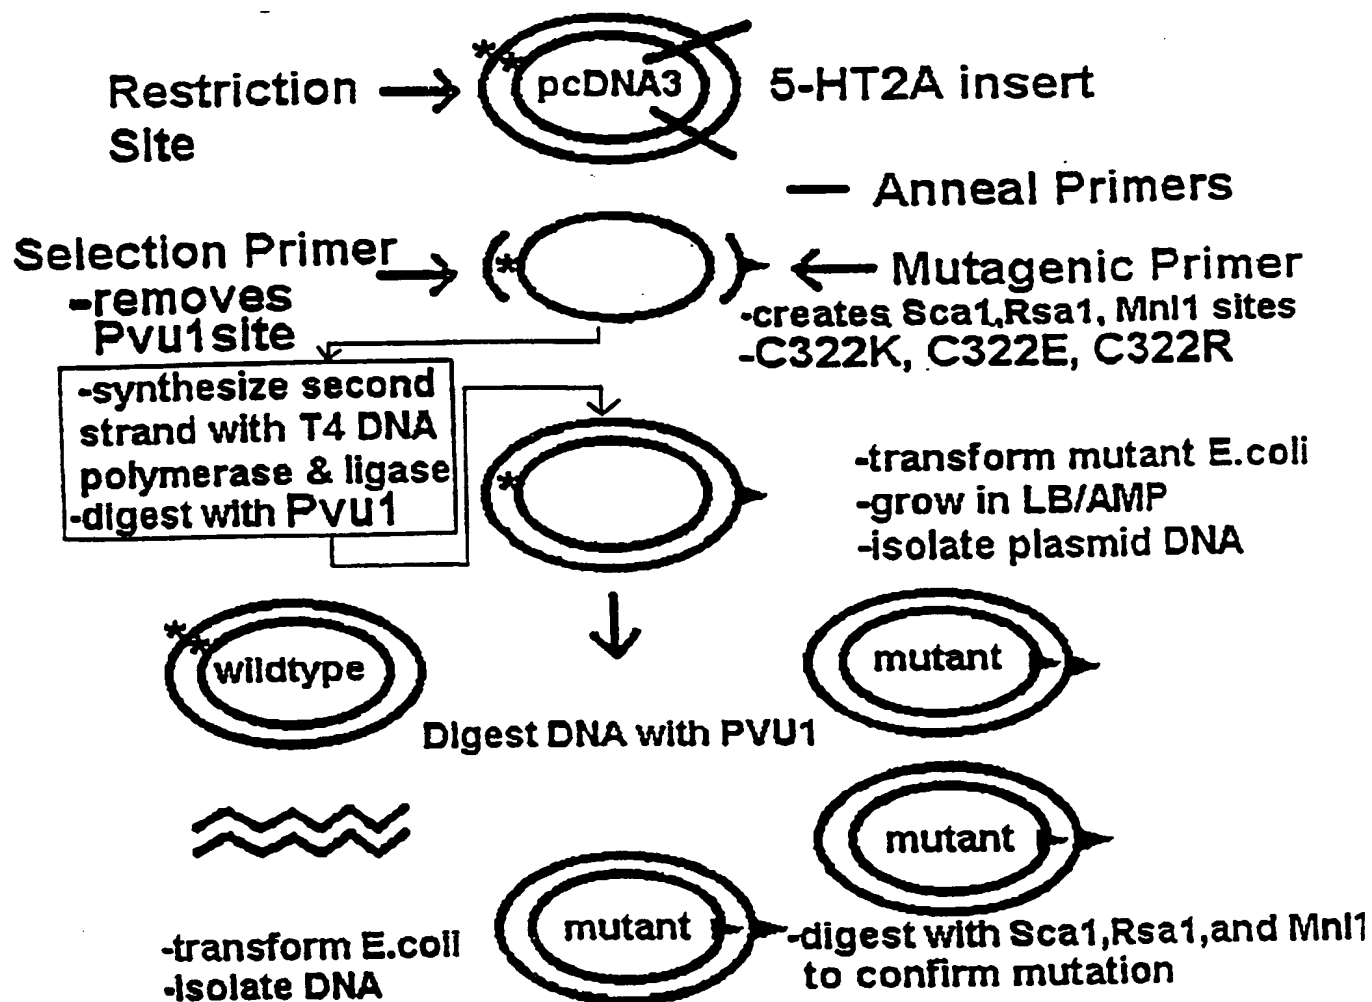 pcDNA3
Restriction
Site
5-HT2A insert
Anneal Primers
Selection Primer
-removes
Pvu1site
Mutagenic Primer
-creates Sca1,Rsa1, Mnl1 sites
-C322K, C322E, C322R
-synthesize second
strand with T4 DNA
polymerase & ligase
-digest with Pvu1
-transform mutant E.coli
-grow in LB/AMP
-isolate plasmid DNA
wildtype
mutant
Digest DNA with PVU1
mutant
mutant
-transform E.coli
-isolate DNA
-digest with Sca1,Rsa1,and Mnl1
to confirm mutation